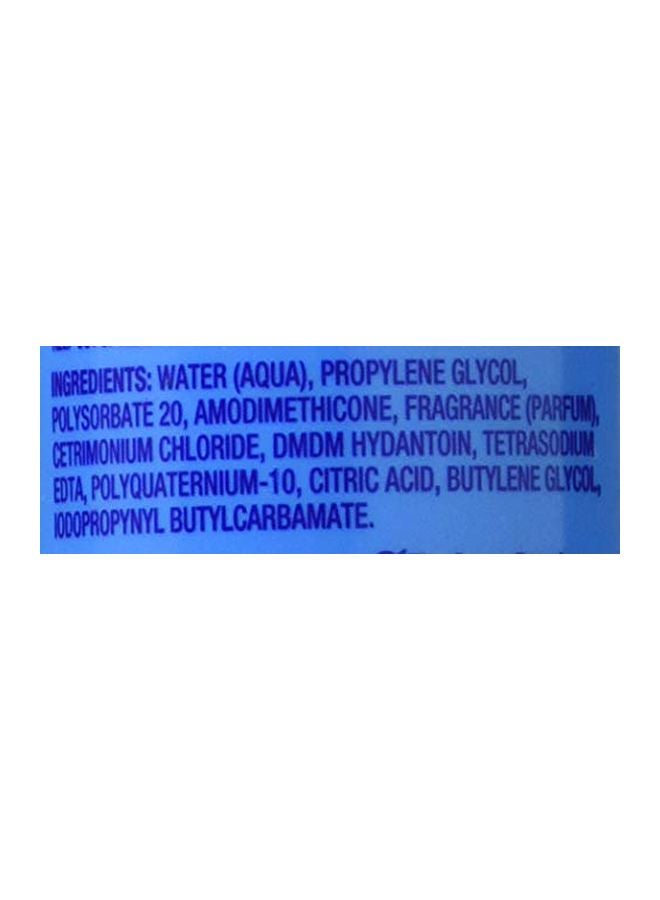 INGREDIENTS: WATER (AQUA), PROPYLENE GLYCOL,
POLYSORBATE 20, AMODIMETHICONE, FRAGRANCE (PARFUM),
CETRIMONIUM CHLORIDE, DMDM HYDANTOIN, TETRASODIUM
EDTA, POLYQUATERNIUM-10, CITRIC ACID, BUTYLENE GLYCOL,
IODOPROPYNYL BUTYLCARBAMATE.